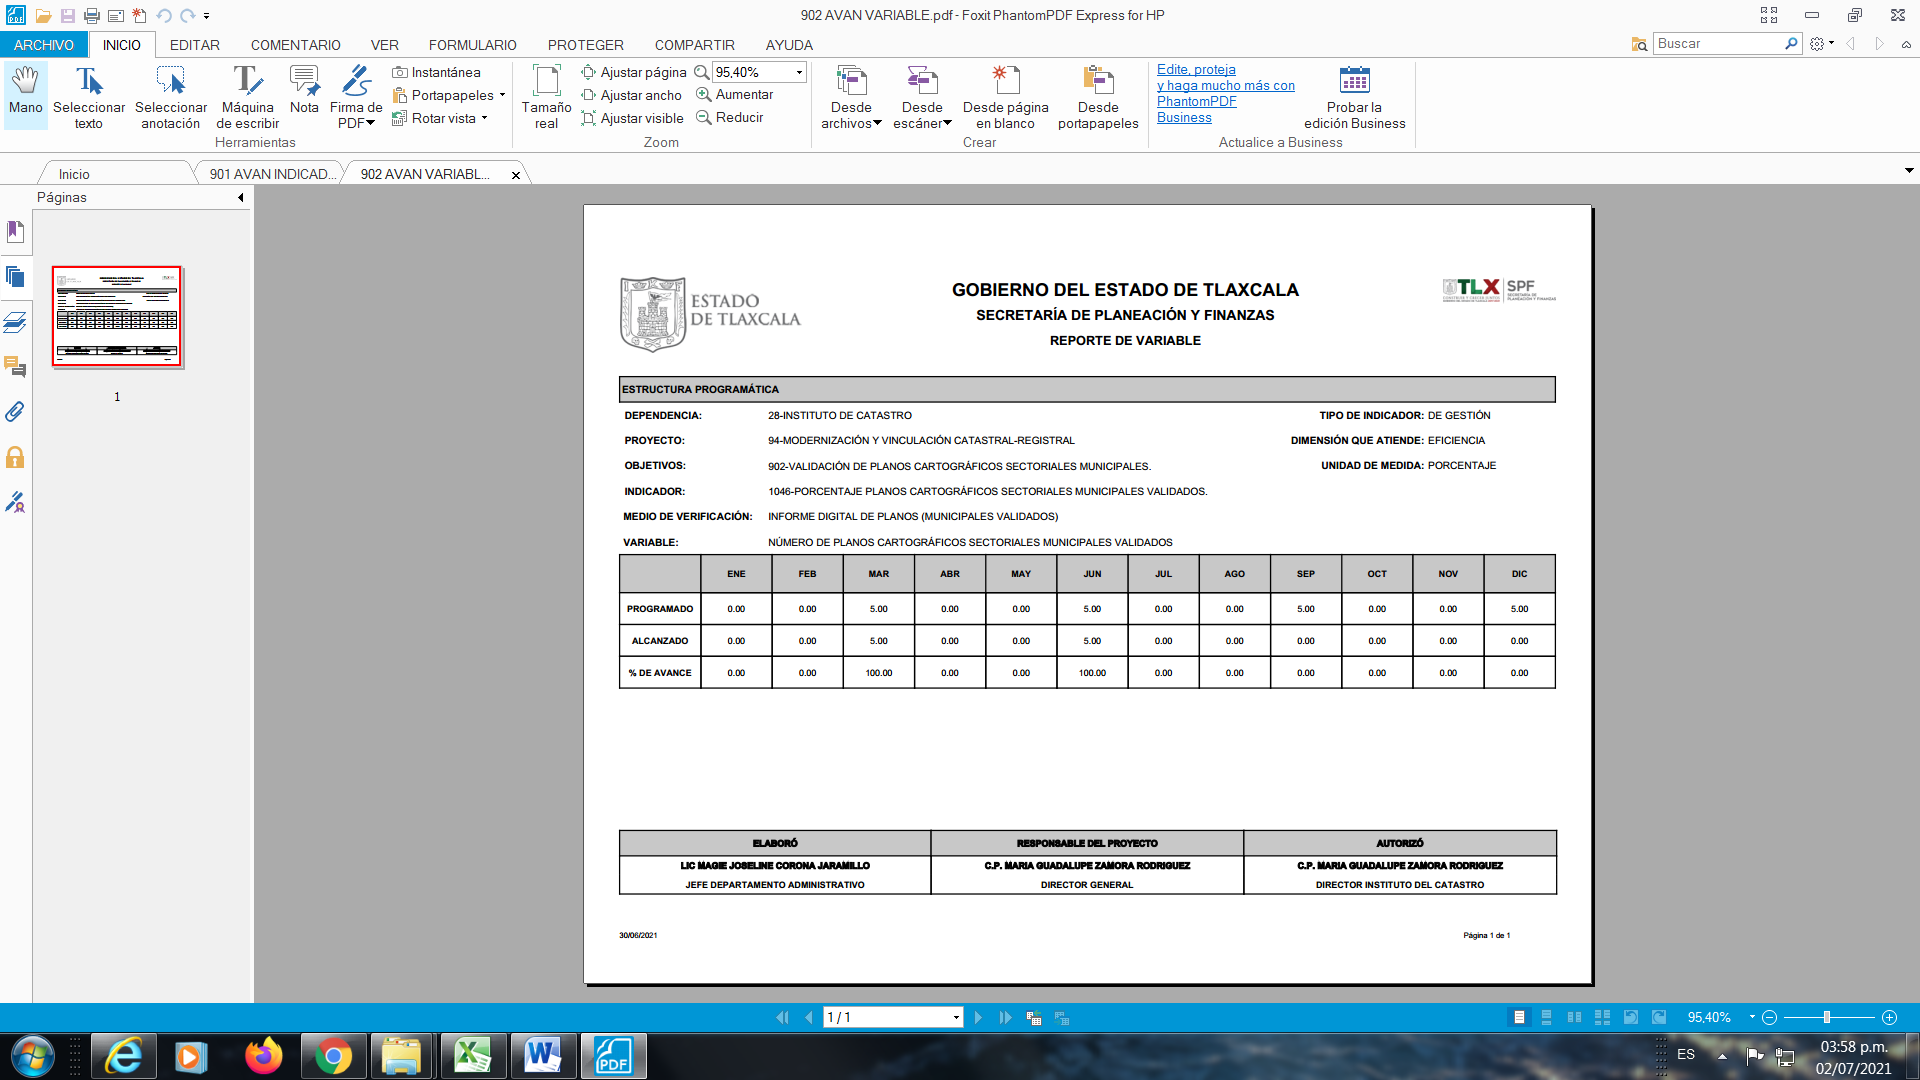 902 AVAN VARIABLE.pdf - Foxit PhantomPDF Express for HP
ARCHIVO INICIO EDITAR COMENTARIO VER FORMULARIO PROTEGER COMPARTIR AYUDA Buscar
Mano
Seleccionar texto
Seleccionar anotación
Máquina de escribir
Nota
Firma de PDF
Instantánea
Portapapeles
Rotar vista
Herramientas
Tamaño real
Ajustar página
Ajustar ancho
Ajustar visible
95,40%
Aumentar
Reducir
Zoom
Desde archivos
Desde escáner
Desde página en blanco
Desde portapapeles
Crear
Edite, proteja
y haga mucho más con
PhantomPDF
Business
Probar la edición Business
Actualice a Business
Inicio 901 AVAN INDICAD... 902 AVAN VARIABL...
Páginas
1
ESTADO
DE TLAXCALA
GOBIERNO DEL ESTADO DE TLAXCALA
SECRETARÍA DE PLANEACIÓN Y FINANZAS
REPORTE DE VARIABLE
TLX SPF
SECRETARÍA DE
PLANEACIÓN Y FINANZAS
ESTRUCTURA PROGRAMÁTICA
DEPENDENCIA: 28-INSTITUTO DE CATASTRO TIPO DE INDICADOR: DE GESTIÓN
PROYECTO: 94-MODERNIZACIÓN Y VINCULACIÓN CATASTRAL-REGISTRAL DIMENSIÓN QUE ATIENDE: EFICIENCIA
OBJETIVOS: 902-VALIDACIÓN DE PLANOS CARTOGRÁFICOS SECTORIALES MUNICIPALES. UNIDAD DE MEDIDA: PORCENTAJE
INDICADOR: 1046-PORCENTAJE PLANOS CARTOGRÁFICOS SECTORIALES MUNICIPALES VALIDADOS.
MEDIO DE VERIFICACIÓN: INFORME DIGITAL DE PLANOS (MUNICIPALES VALIDADOS)
VARIABLE: NÚMERO DE PLANOS CARTOGRÁFICOS SECTORIALES MUNICIPALES VALIDADOS
ENE FEB MAR ABR MAY JUN JUL AGO SEP OCT NOV DIC
PROGRAMADO 0.00 0.00 5.00 0.00 0.00 5.00 0.00 0.00 5.00 0.00 0.00 5.00
ALCANZADO 0.00 0.00 5.00 0.00 0.00 5.00 0.00 0.00 0.00 0.00 0.00 0.00
% DE AVANCE 0.00 0.00 100.00 0.00 0.00 100.00 0.00 0.00 0.00 0.00 0.00 0.00
ELABORÓ RESPONSABLE DEL PROYECTO AUTORIZÓ
LIC MAGIE JOSELINE CORONA JARAMILLO C.P. MARIA GUADALUPE ZAMORA RODRIGUEZ C.P. MARIA GUADALUPE ZAMORA RODRIGUEZ
JEFE DEPARTAMENTO ADMINISTRATIVO DIRECTOR GENERAL DIRECTOR INSTITUTO DEL CATASTRO
30/06/2021 Página 1 de 1
1 / 1 95,40%
ES 03:58 p.m.
02/07/2021